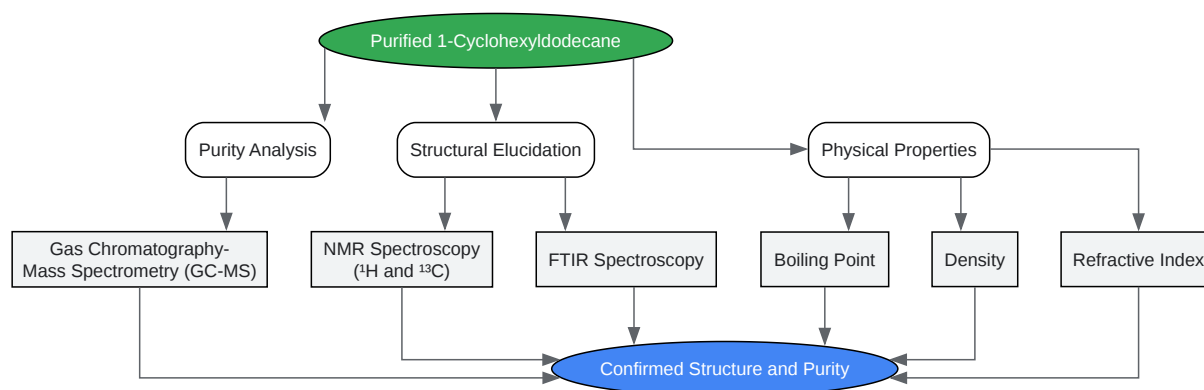 Purified 1-Cyclohexyldodecane
Purity Analysis
Structural Elucidation
Physical Properties
Gas Chromatography-
Mass Spectrometry (GC-MS)
NMR Spectroscopy
(¹H and ¹³C)
FTIR Spectroscopy
Boiling Point
Density
Refractive Index
Confirmed Structure and Purity